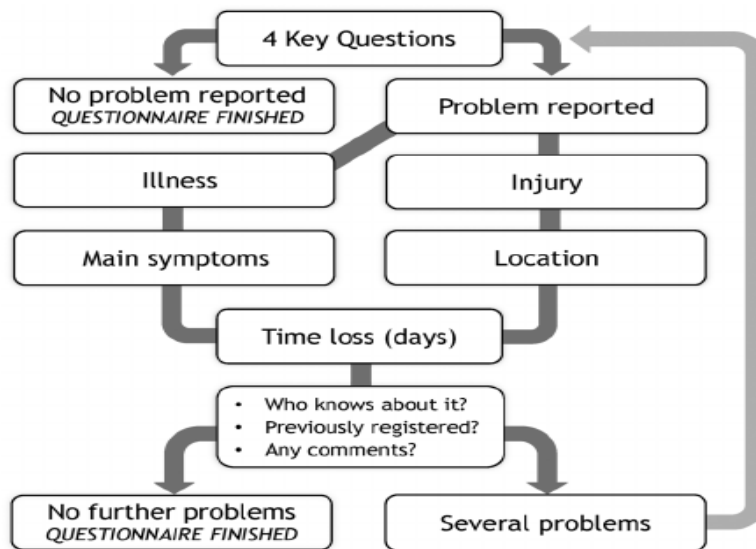 4 Key Questions
No problem reported
QUESTIONNAIRE FINISHED
Problem reported
Illness
Injury
Main symptoms
Location
Time loss (days)
• Who knows about it?
• Previously registered?
• Any comments?
No further problems
QUESTIONNAIRE FINISHED
Several problems